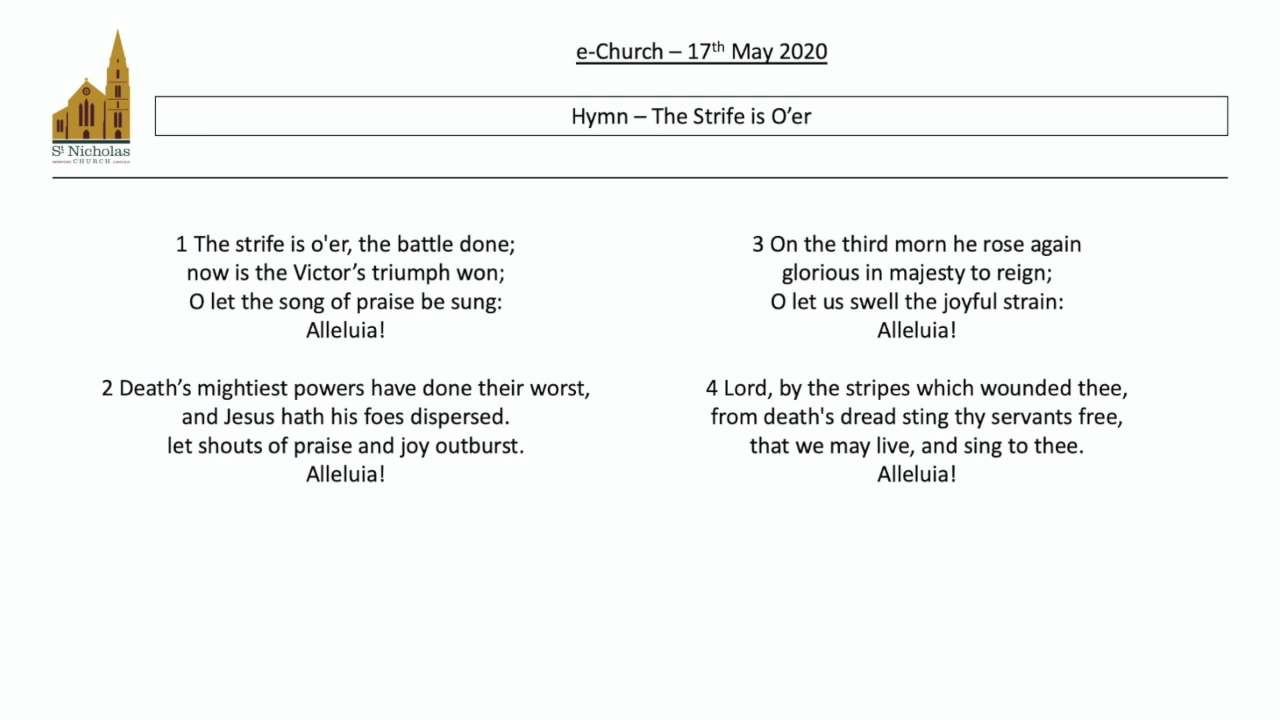 e-Church – 17th May 2020
Hymn – The Strife is O’er
St Nicholas
NEWPORT CHURCH LINCOLN
1 The strife is o'er, the battle done;
now is the Victor’s triumph won;
O let the song of praise be sung:
Alleluia!
2 Death’s mightiest powers have done their worst,
and Jesus hath his foes dispersed.
let shouts of praise and joy outburst.
Alleluia!
3 On the third morn he rose again
glorious in majesty to reign;
O let us swell the joyful strain:
Alleluia!
4 Lord, by the stripes which wounded thee,
from death's dread sting thy servants free,
that we may live, and sing to thee.
Alleluia!